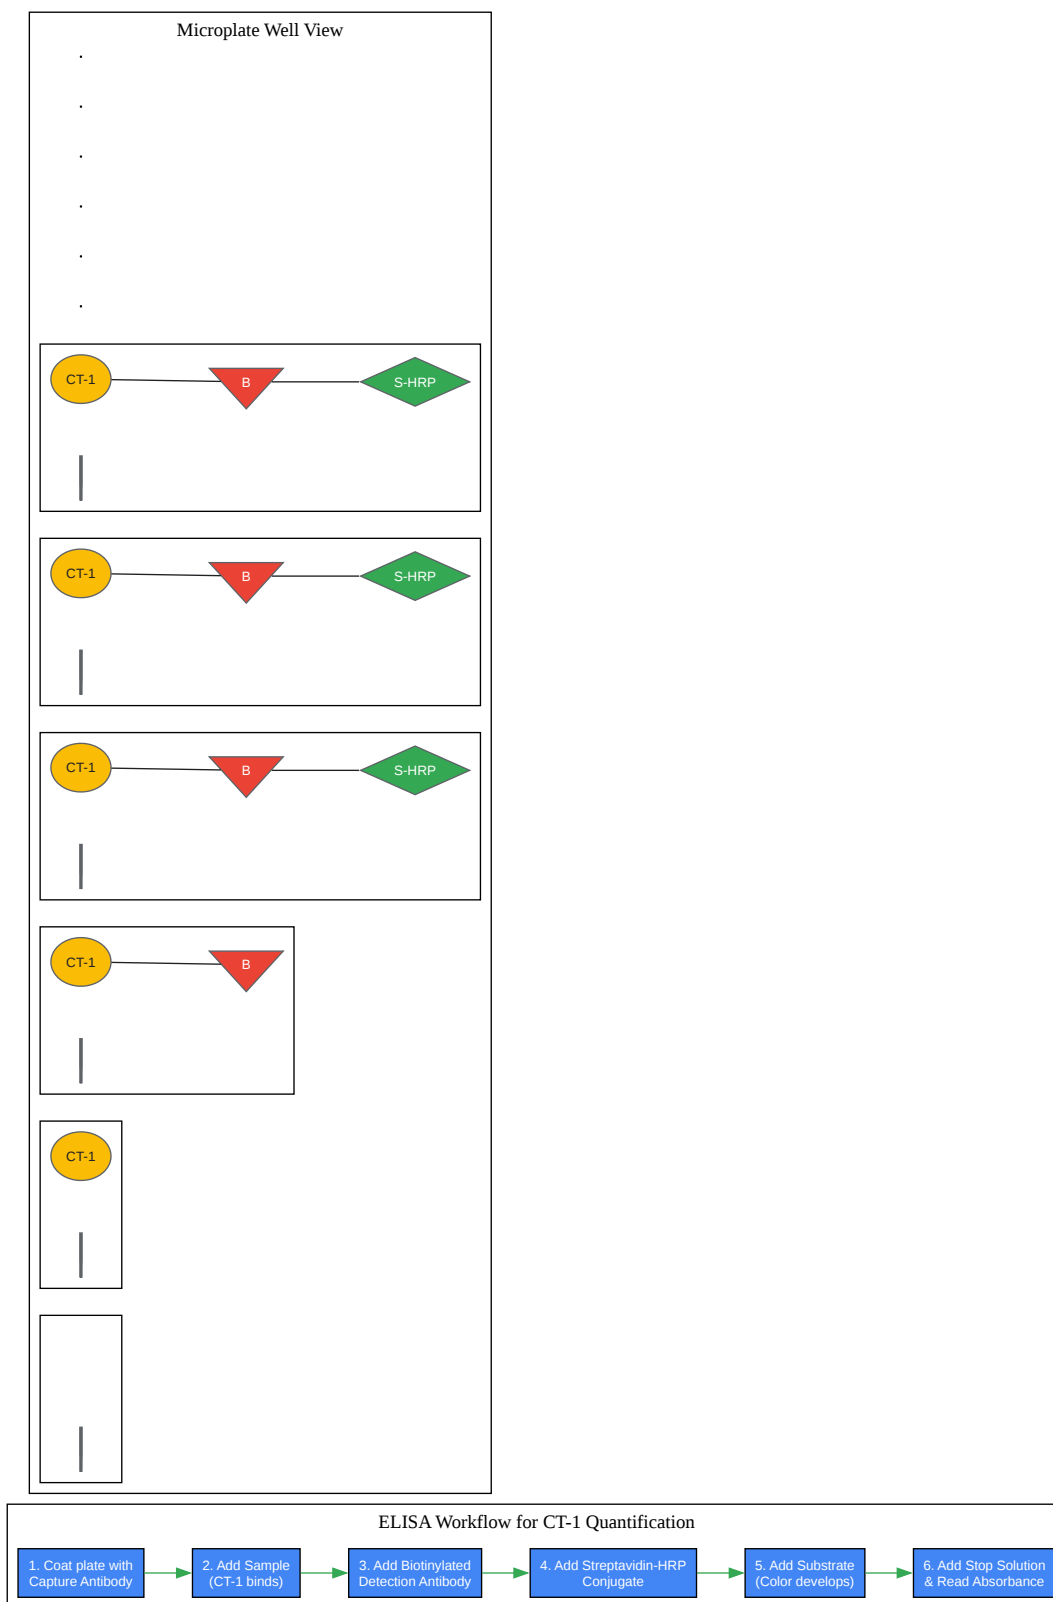 Microplate Well View
.
.
.
.
.
.
CT-1
B
S-HRP
CT-1
B
S-HRP
CT-1
B
S-HRP
CT-1
B
CT-1
ELISA Workflow for CT-1 Quantification
1. Coat plate with
Capture Antibody
2. Add Sample
(CT-1 binds)
3. Add Biotinylated
Detection Antibody
4. Add Streptavidin-HRP
Conjugate
5. Add Substrate
(Color develops)
6. Add Stop Solution
& Read Absorbance